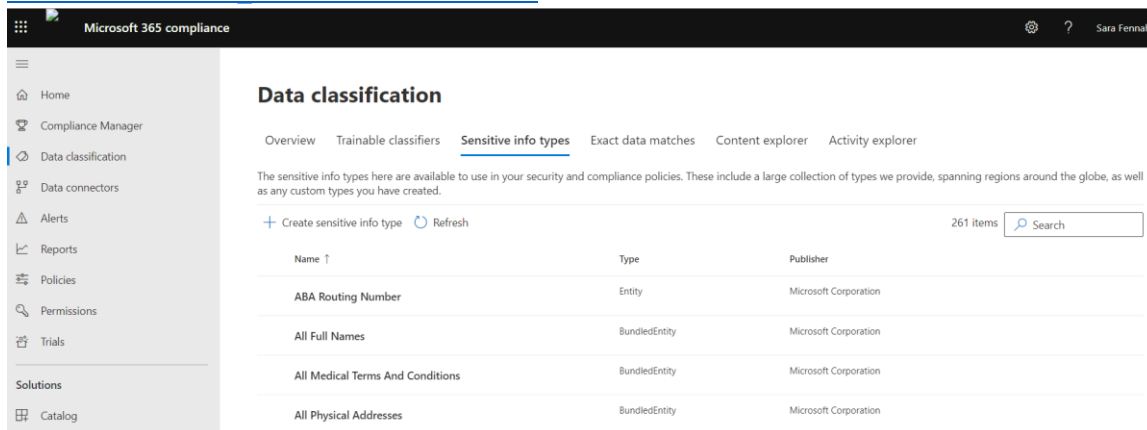 Microsoft 365 compliance
? Sara Fennal
Home
Compliance Manager
Data classification
Data connectors
Alerts
Reports
Policies
Permissions
Trials
Solutions
Catalog
Data classification
Overview Trainable classifiers Sensitive info types Exact data matches Content explorer Activity explorer
The sensitive info types here are available to use in your security and compliance policies. These include a large collection of types we provide, spanning regions around the globe, as well
as any custom types you have created.
+ Create sensitive info type Refresh 261 items Search
Name ↑ Type Publisher
ABA Routing Number Entity Microsoft Corporation
All Full Names BundledEntity Microsoft Corporation
All Medical Terms And Conditions BundledEntity Microsoft Corporation
All Physical Addresses BundledEntity Microsoft Corporation